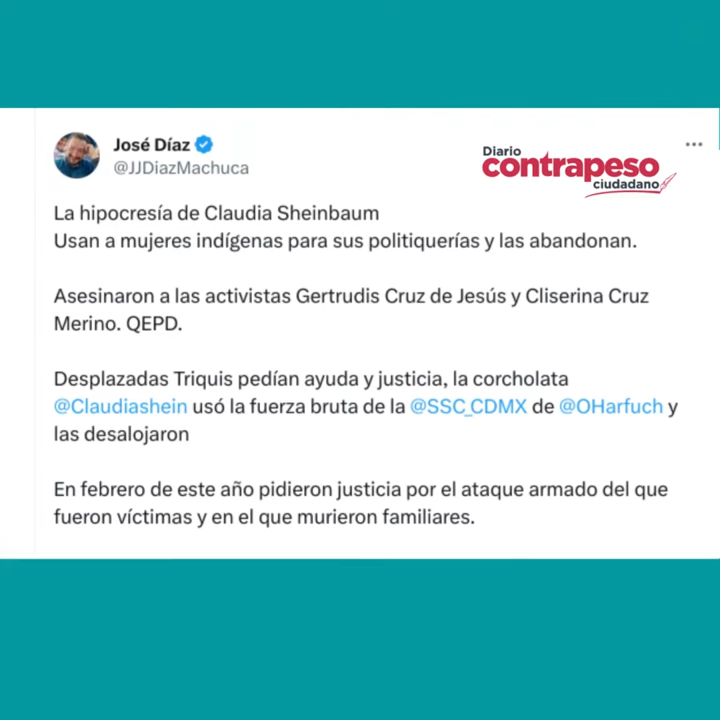 José Díaz
@JJDiazMachuca
Diario
contrapeso
ciudadano
La hipocresía de Claudia Sheinbaum
Usan a mujeres indígenas para sus politiquerías y las abandonan.
Asesinaron a las activistas Gertrudis Cruz de Jesús y Cliserina Cruz
Merino. QEPD.
Desplazadas Triquis pedían ayuda y justicia, la corcholata
@Claudiashein usó la fuerza bruta de la @SSC_CDMX de @OHarfuch y
las desalojaron
En febrero de este año pidieron justicia por el ataque armado del que
fueron víctimas y en el que murieron familiares.